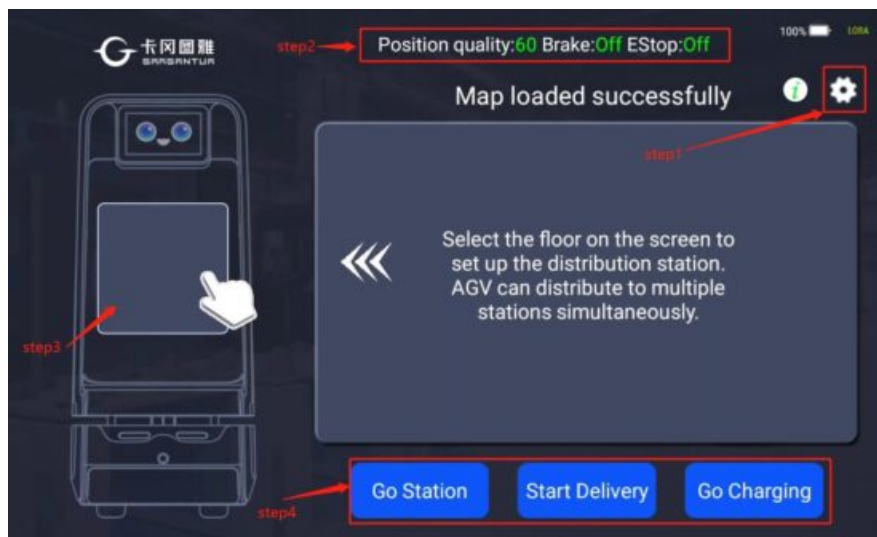 卡冈圖雅
GARGANTUR
step2
Position quality:60 Brake:Off EStop:Off
100%
LORA
Map loaded successfully
i
step1
Select the floor on the screen to
set up the distribution station.
AGV can distribute to multiple
stations simultaneously.
step3
Go Station
Start Delivery
Go Charging
step4